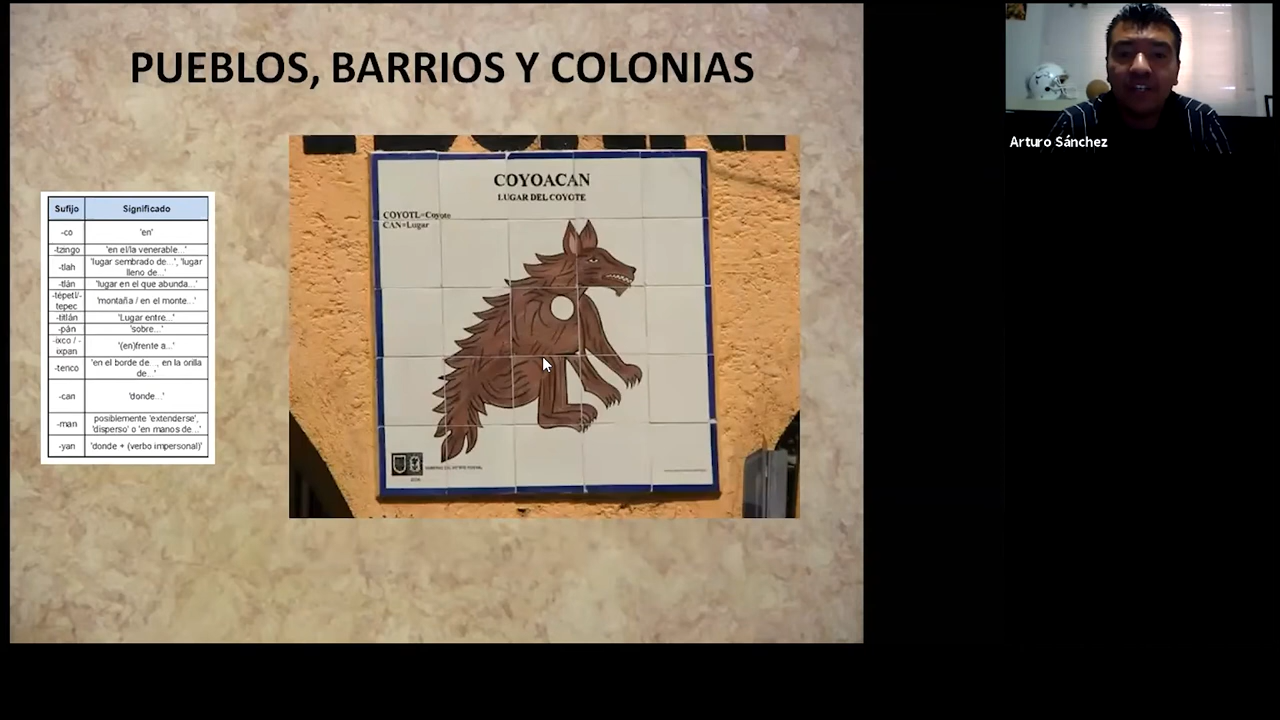 PUEBLOS, BARRIOS Y COLONIAS
Sufijo Significado
-co 'en'
-tzingo 'en el/la venerable...'
-tlah 'lugar sembrado de...', 'lugar
lleno de...'
-tlán 'lugar en el que abunda...'
-tépetl/-
tepec 'montaña / en el monte...'
-titlán 'Lugar entre...'
-pān 'sobre...'
-ixco / -
ixpan '(en)frente a...'
-tenco 'en el borde de..., en la orilla
de...'
-can 'donde...'
-man posiblemente 'extenderse',
'disperso' o 'en manos de...'
-yan 'donde + (verbo impersonal)'
COYOACAN
LUGAR DEL COYOTE
COYOTL=Coyote
CAN=Lugar
Arturo Sánchez